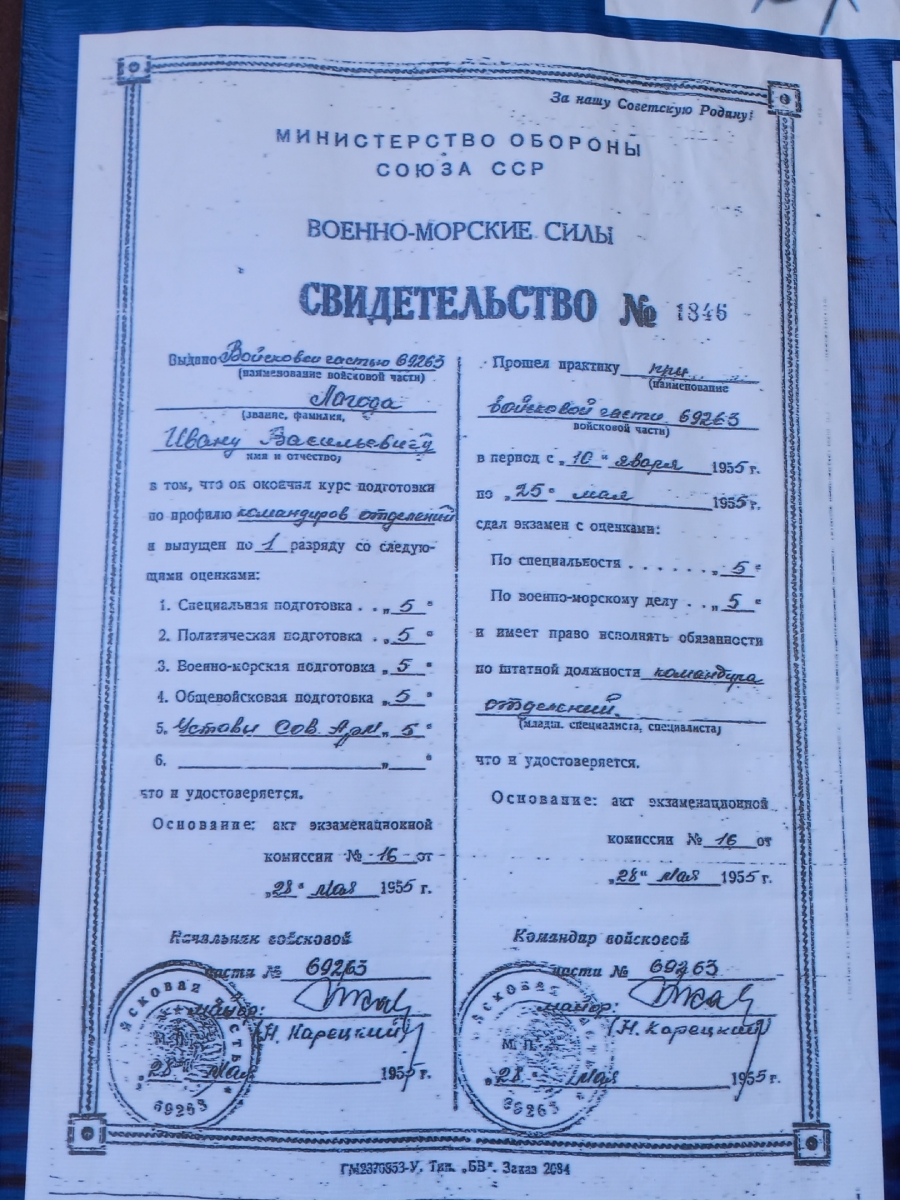 За нашу Советскую Родину!
МИНИСТЕРСТВО ОБОРОНЫ
СОЮЗА ССР
ВОЕННО-МОРСКИЕ СИЛЫ
СВИДЕТЕЛЬСТВО № 1346
Выдано Войсковой частью 69263
(наименование войсковой части)
Логода
(звание, фамилия,
Ивану Васильевичу
имя и отчество)
в том, что он окончил курс подготовки
по профилю командиров отделений
и выпущен по 1 разряду со следую-
щими оценками:
1. Специальная подготовка . . „ 5 "
2. Политическая подготовка . „ 5 "
3. Военно-морская подготовка „ 5 "
4. Общевойсковая подготовка „ 5 "
5. Уставы Сов. Арм „ 5 "
6. „ "
что и удостоверяется.
Основание: акт экзаменационной
комиссии № 16 от
„28" мая 1955 г.
Начальник войсковой
части № 69263
майор:
(Н. Карецкий)
„28" мая 1955 г.
М. П.
69263
Прошел практику при
(наименование
войсковой части 69263
войсковой части)
в период с „10" января 1955 г.
по „25" мая 1955 г.
сдал экзамен с оценками:
По специальности . . . . . . . „ 5 "
По военно-морскому делу . . „ 5 "
и имеет право исполнять обязанности
по штатной должности командира
отделений
(младш. специалиста, специалиста)
что и удостоверяется.
Основание: акт экзаменационной
комиссии № 16 от
„28" мая 1955 г.
Командир войсковой
части № 69263
майор:
(Н. Карецкий)
„28" мая 1955 г.
М. П.
69263
Тип. „БВ". Заказ 2084